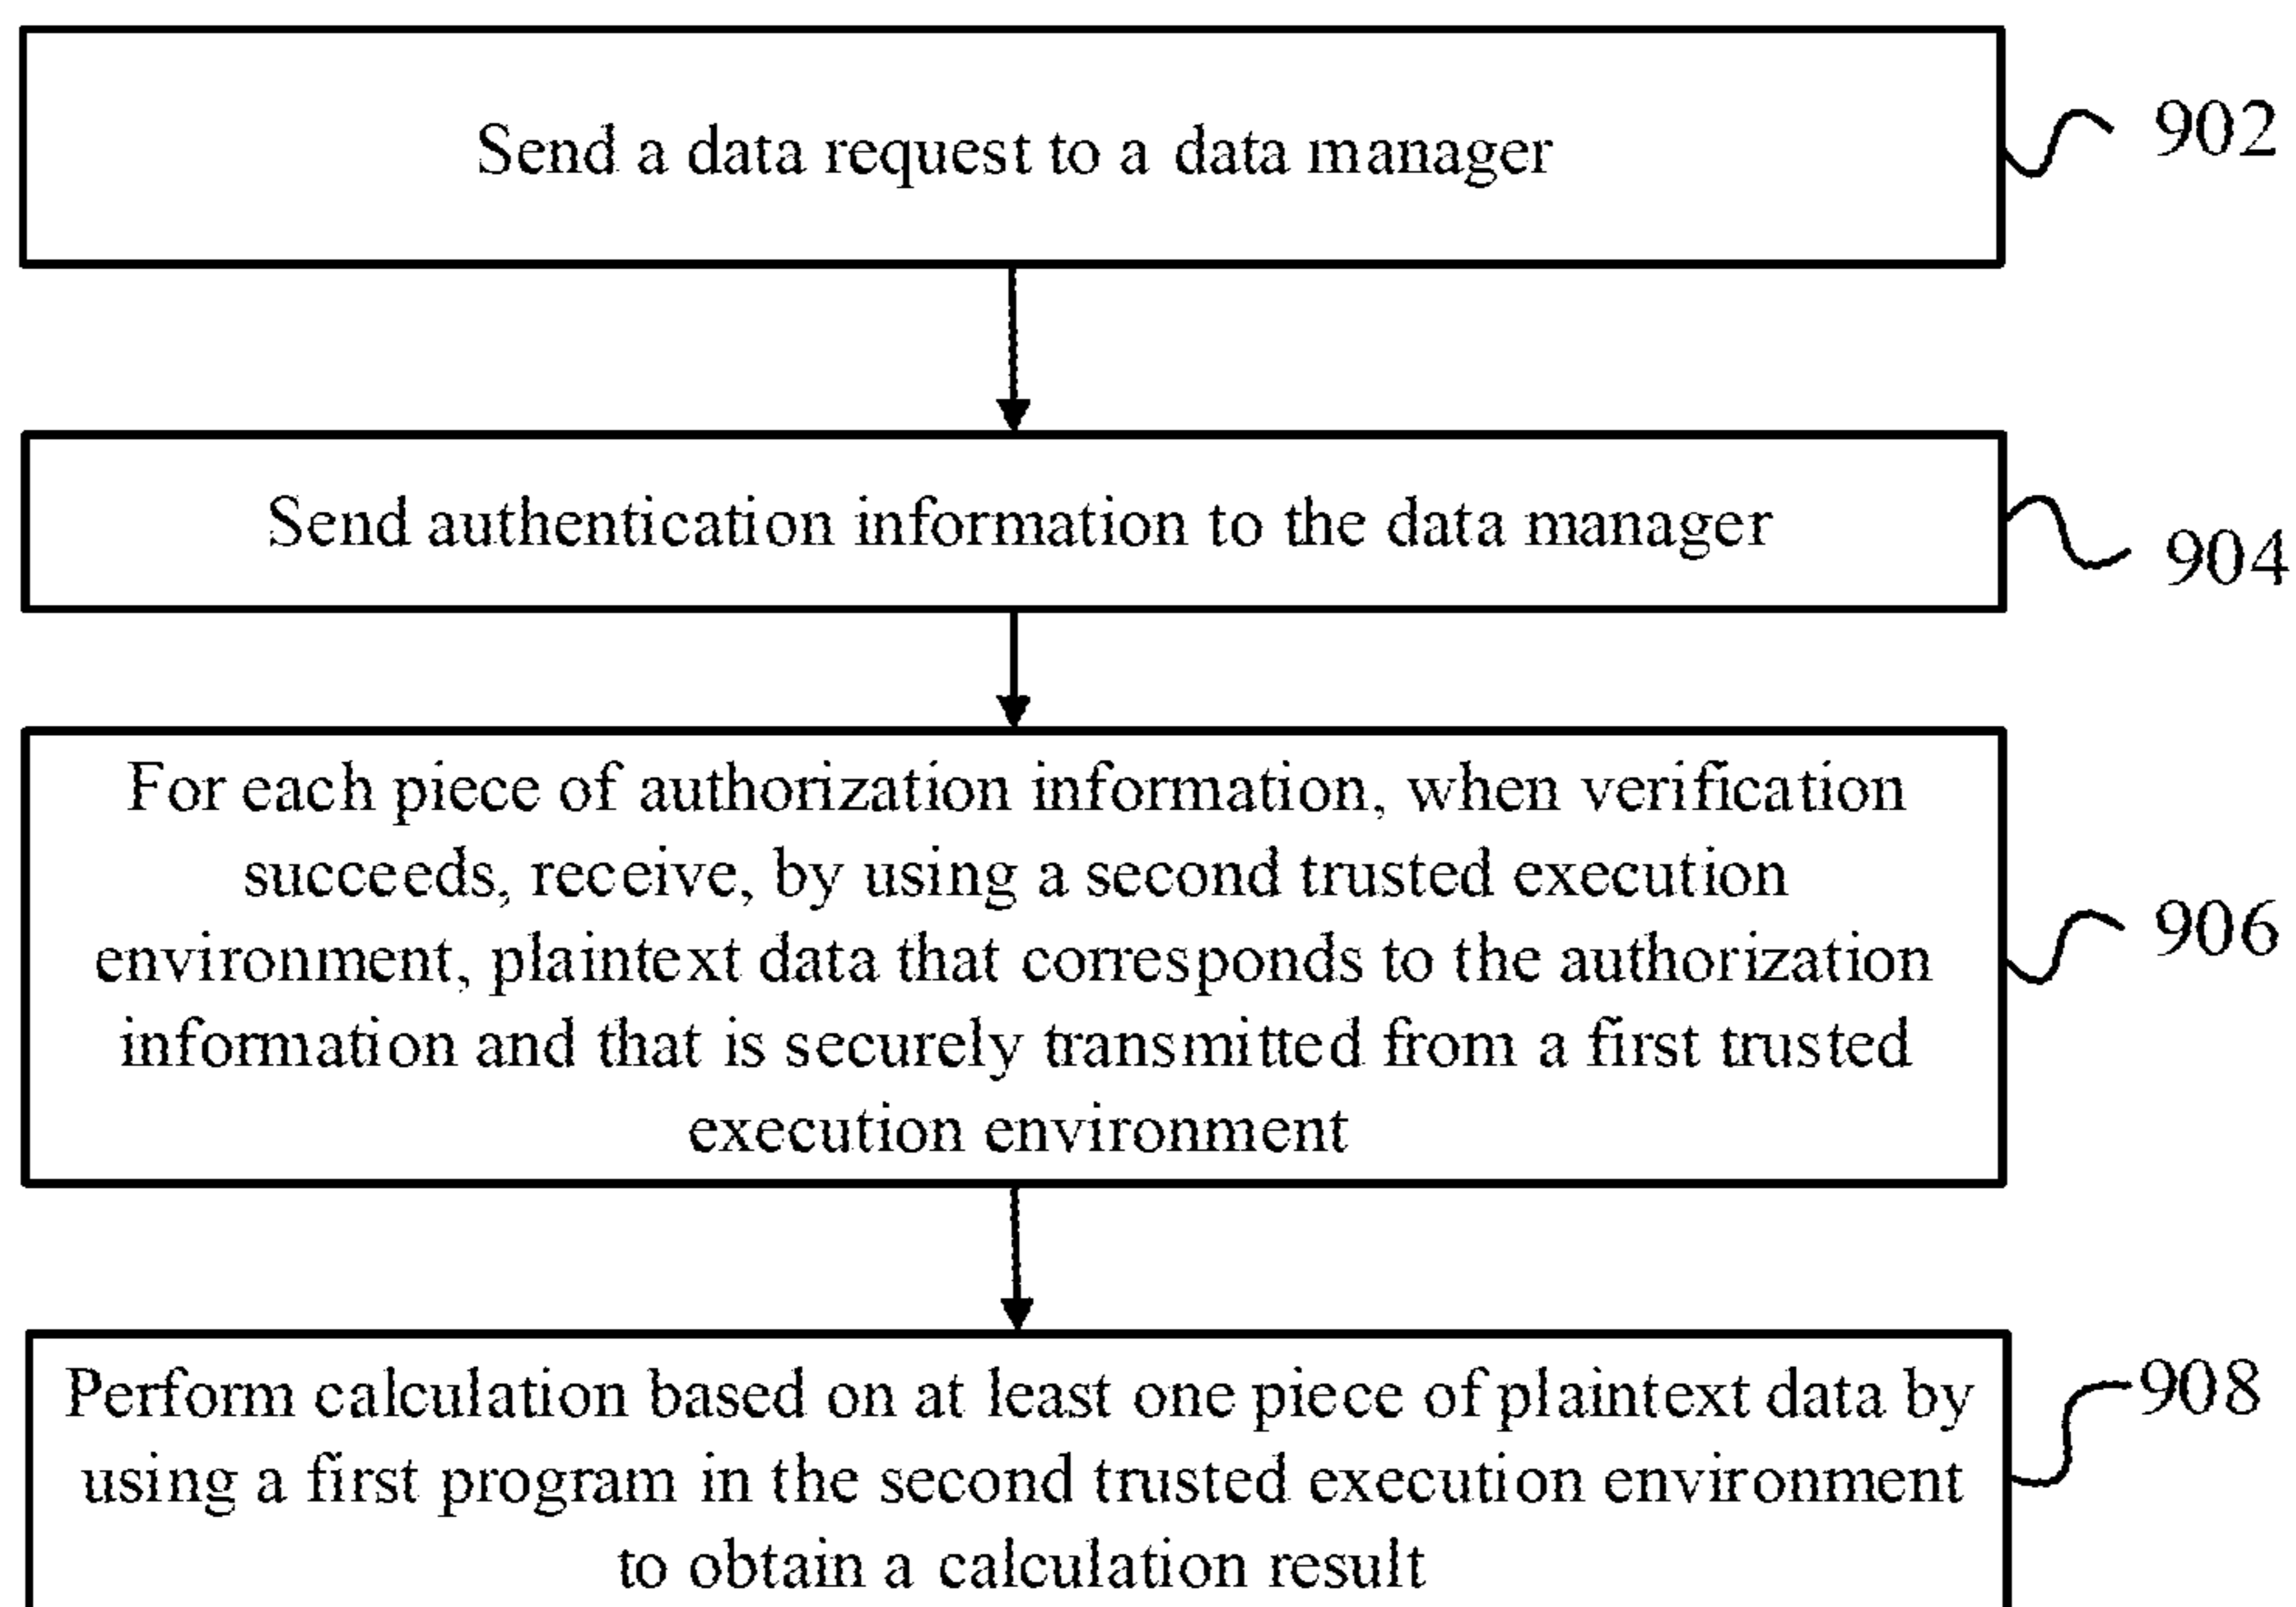 Send a data request to a data manager
902
Send authentication information to the data manager
904
For each piece of authorization information, when verification
succeeds, receive, by using a second trusted execution
environment, plaintext data that corresponds to the authorization
information and that is securely transmitted from a first trusted
execution environment
906
Perform calculation based on at least one piece of plaintext data by
using a first program in the second trusted execution environment
to obtain a calculation result
908